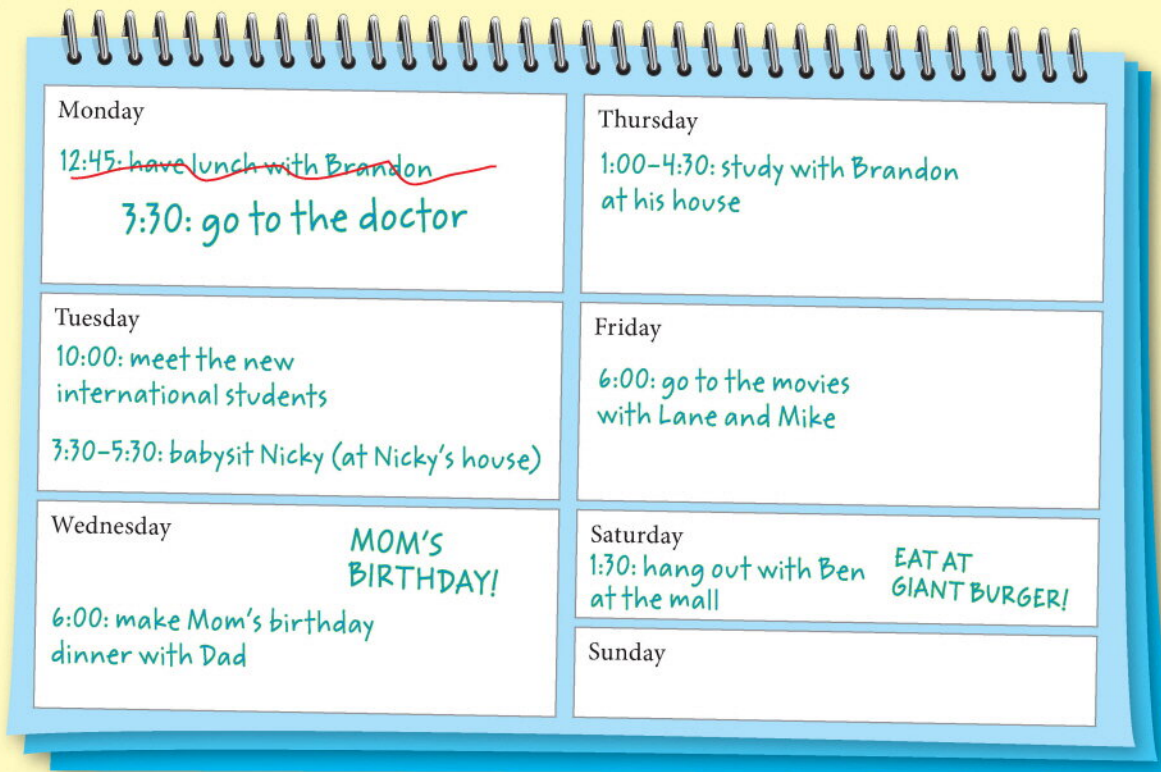 Monday
12:45: have lunch with Brandon
3:30: go to the doctor
Tuesday
10:00: meet the new
international students
3:30–5:30: babysit Nicky (at Nicky's house)
Wednesday
MOM'S
BIRTHDAY!
6:00: make Mom's birthday
dinner with Dad
Thursday
1:00–4:30: study with Brandon
at his house
Friday
6:00: go to the movies
with Lane and Mike
Saturday
1:30: hang out with Ben
at the mall
EAT AT
GIANT BURGER!
Sunday